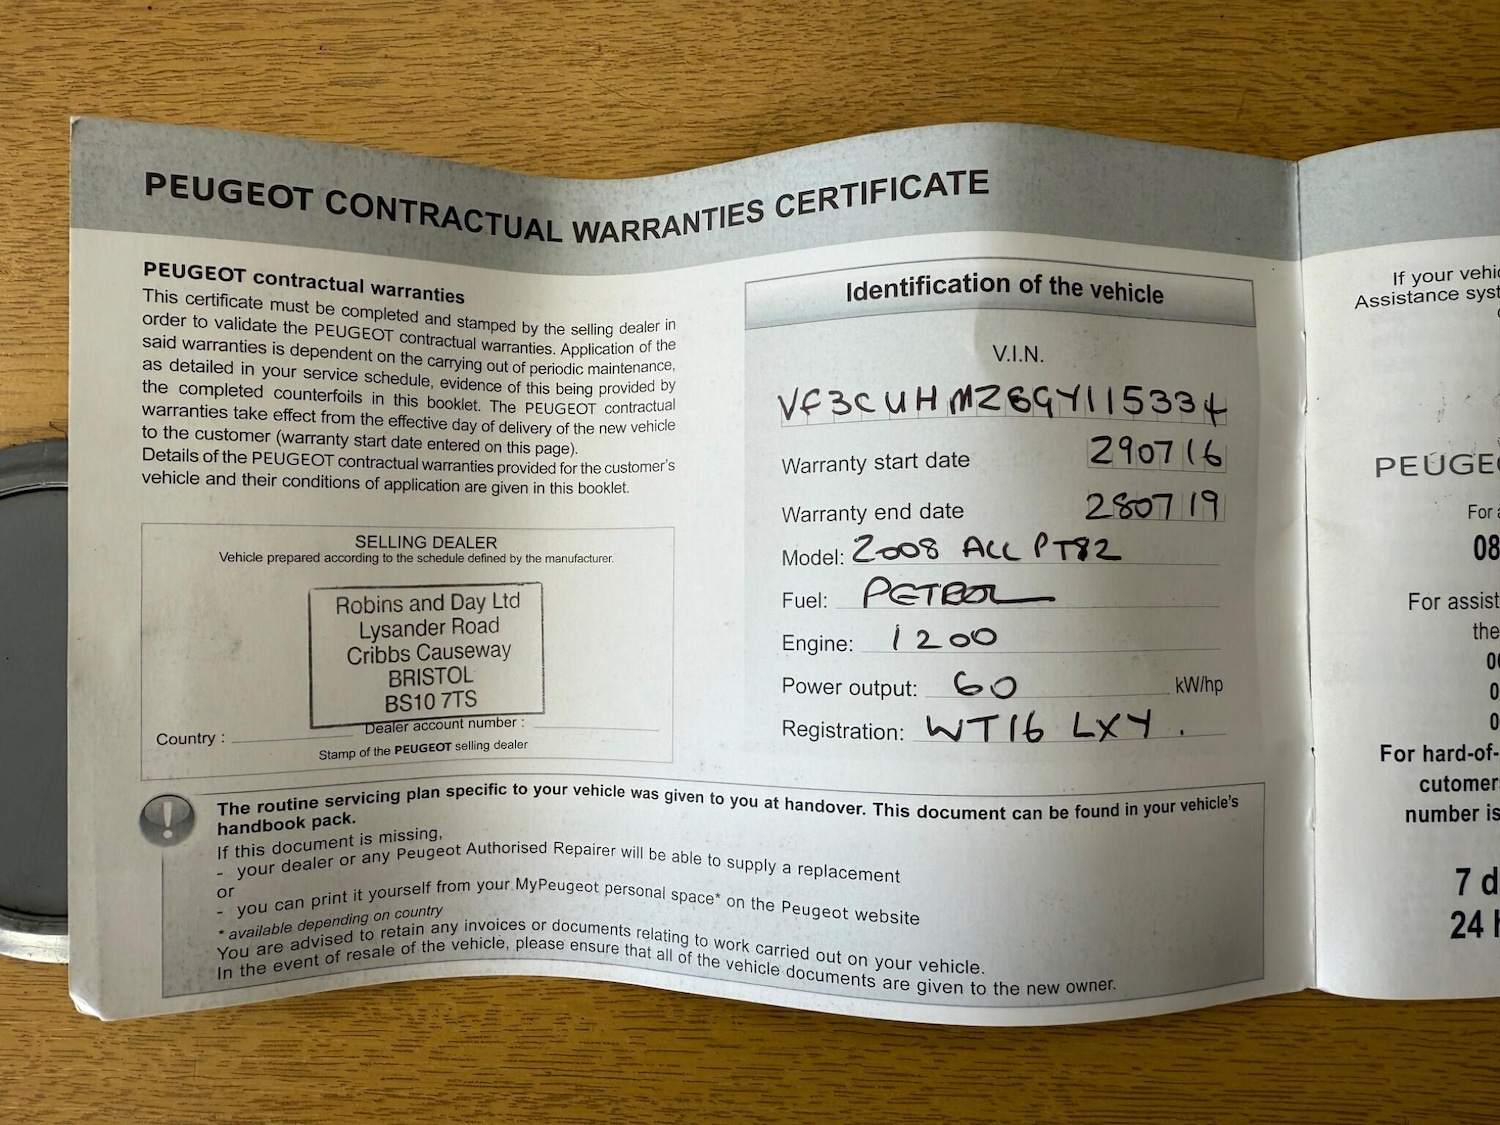 PEUGEOT CONTRACTUAL WARRANTIES CERTIFICATE
PEUGEOT contractual warranties
This certificate must be completed and stamped by the selling dealer in
order to validate the PEUGEOT contractual warranties. Application of the
said warranties is dependent on the carrying out of periodic maintenance,
as detailed in your service schedule, evidence of this being provided by
the completed counterfoils in this booklet. The PEUGEOT contractual
warranties take effect from the effective day of delivery of the new vehicle
to the customer (warranty start date entered on this page).
Details of the PEUGEOT contractual warranties provided for the customer's
vehicle and their conditions of application are given in this booklet.
SELLING DEALER
Vehicle prepared according to the schedule defined by the manufacturer.
Robins and Day Ltd
Lysander Road
Cribbs Causeway
BRISTOL
BS10 7TS
Dealer account number :
Country :
Stamp of the PEUGEOT selling dealer
Identification of the vehicle
V.I.N.
VF3CUHMZ6GY115334
Warranty start date 290716
Warranty end date 280719
Model: 2008 ALL PT82
Fuel: PETROL
Engine: 1200
Power output: 60 kW/hp
Registration: WT16 LXY.
The routine servicing plan specific to your vehicle was given to you at handover. This document can be found in your vehicle's
handbook pack.
If this document is missing,
- your dealer or any Peugeot Authorised Repairer will be able to supply a replacement
or
- you can print it yourself from your MyPeugeot personal space* on the Peugeot website
* available depending on country
You are advised to retain any invoices or documents relating to work carried out on your vehicle.
In the event of resale of the vehicle, please ensure that all of the vehicle documents are given to the new owner.
If your
Assistance
For
08
For
the
For hard-of-
number is
7
24